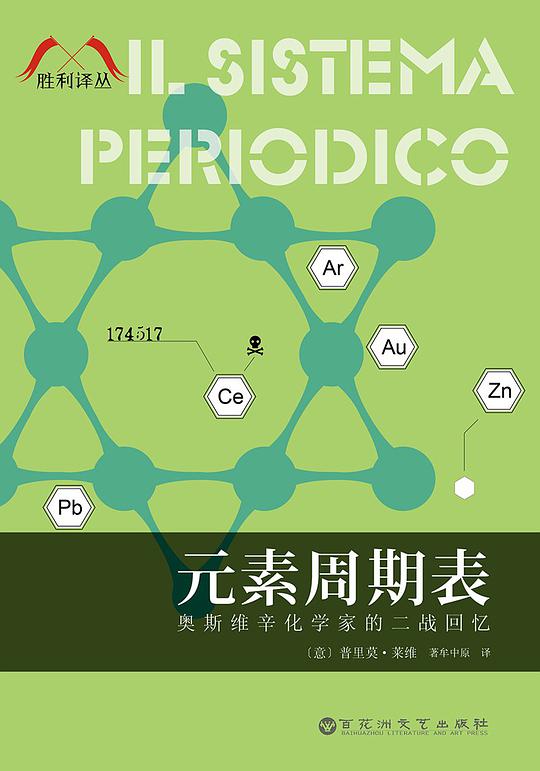 胜利译丛
IL SISTEMA
PERIODICO
Ar
174517
Au
Ce
Zn
Pb
元素周期表
奥斯维辛化学家的二战回忆
〔意〕普里莫·莱维 著牟中原 译
百花洲文艺出版社
BAIHUAZHOU LITERATURE AND ART PRESS